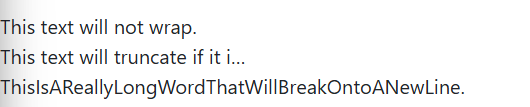 This text will not wrap.
This text will truncate if it i...
ThisIsAReallyLongWordThatWillBreakOntoANewLine.